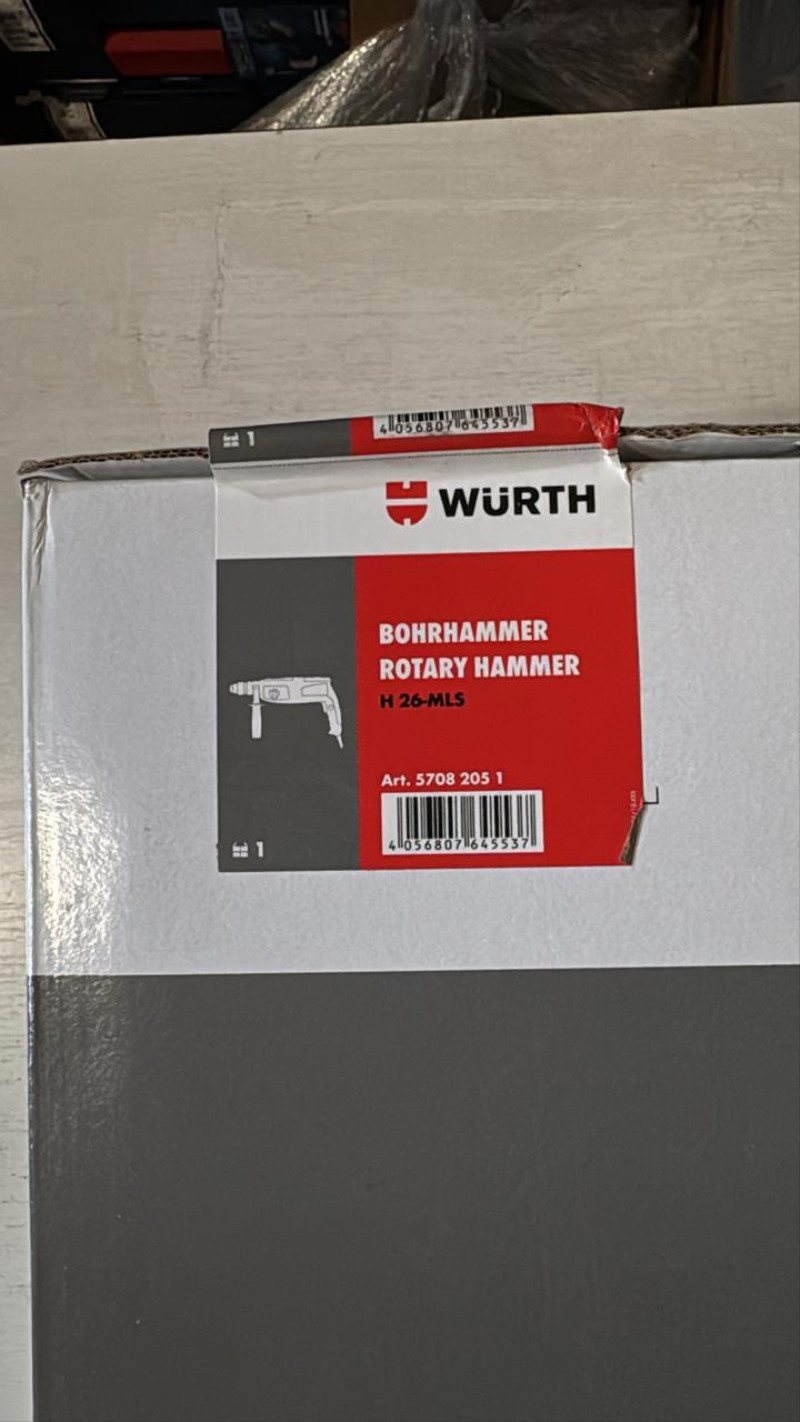 1
4 056807 645537
WÜRTH
BOHRHAMMER
ROTARY HAMMER
H 26-MLS
Art. 5708 205 1
4 056807 645537
1